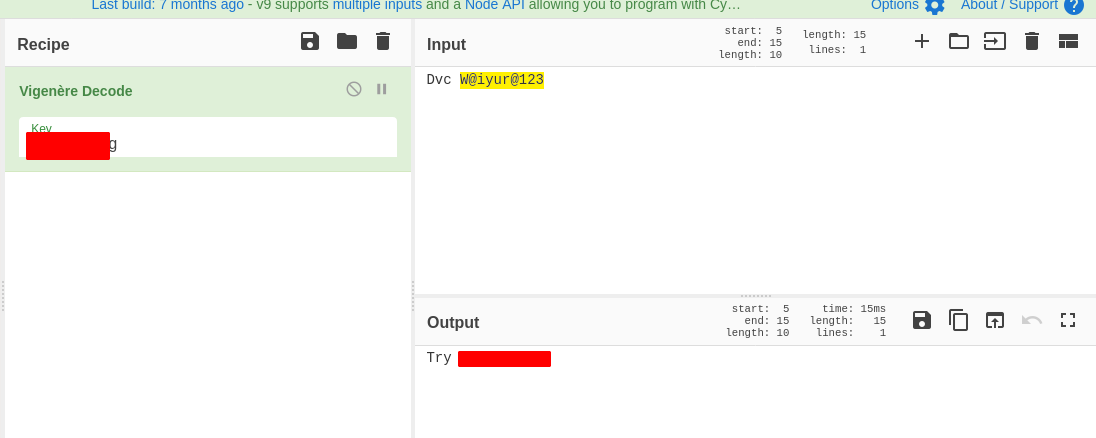 Last build: 7 months ago - v9 supports multiple inputs and a Node API allowing you to program with Cy…
Options
About / Support
Recipe
Vigenère Decode
Key
g
Input
start: 5
end: 15
length: 10
length: 15
lines: 1
Dvc W@iyur@123
Output
start: 5
end: 15
length: 10
time: 15ms
length: 15
lines: 1
Try